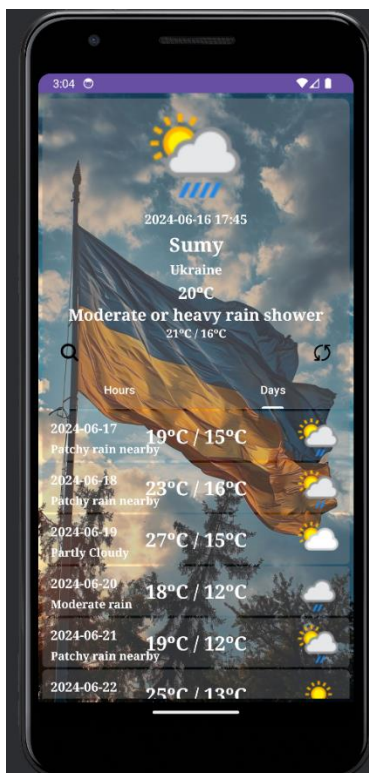 3:04
2024-06-16 17:45
Sumy
Ukraine
20°C
Moderate or heavy rain shower
21°C / 16°C
Hours Days
2024-06-17
19°C / 15°C
Patchy rain nearby
2024-06-18
23°C / 16°C
Patchy rain nearby
2024-06-19
27°C / 15°C
Partly Cloudy
2024-06-20
18°C / 12°C
Moderate rain
2024-06-21
19°C / 12°C
Patchy rain nearby
2024-06-22
25°C / 13°C